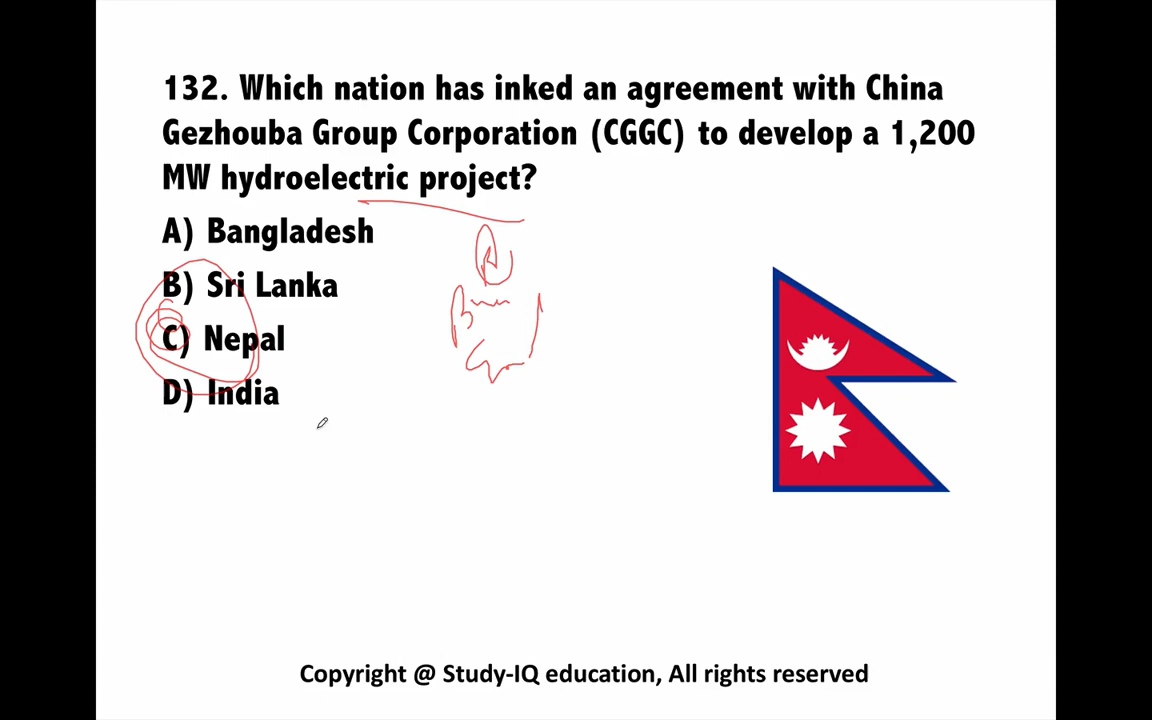 132. Which nation has inked an agreement with China
Gezhouba Group Corporation (CGGC) to develop a 1,200
MW hydroelectric project?
A) Bangladesh
B) Sri Lanka
C) Nepal
D) India
Copyright @ Study-IQ education, All rights reserved